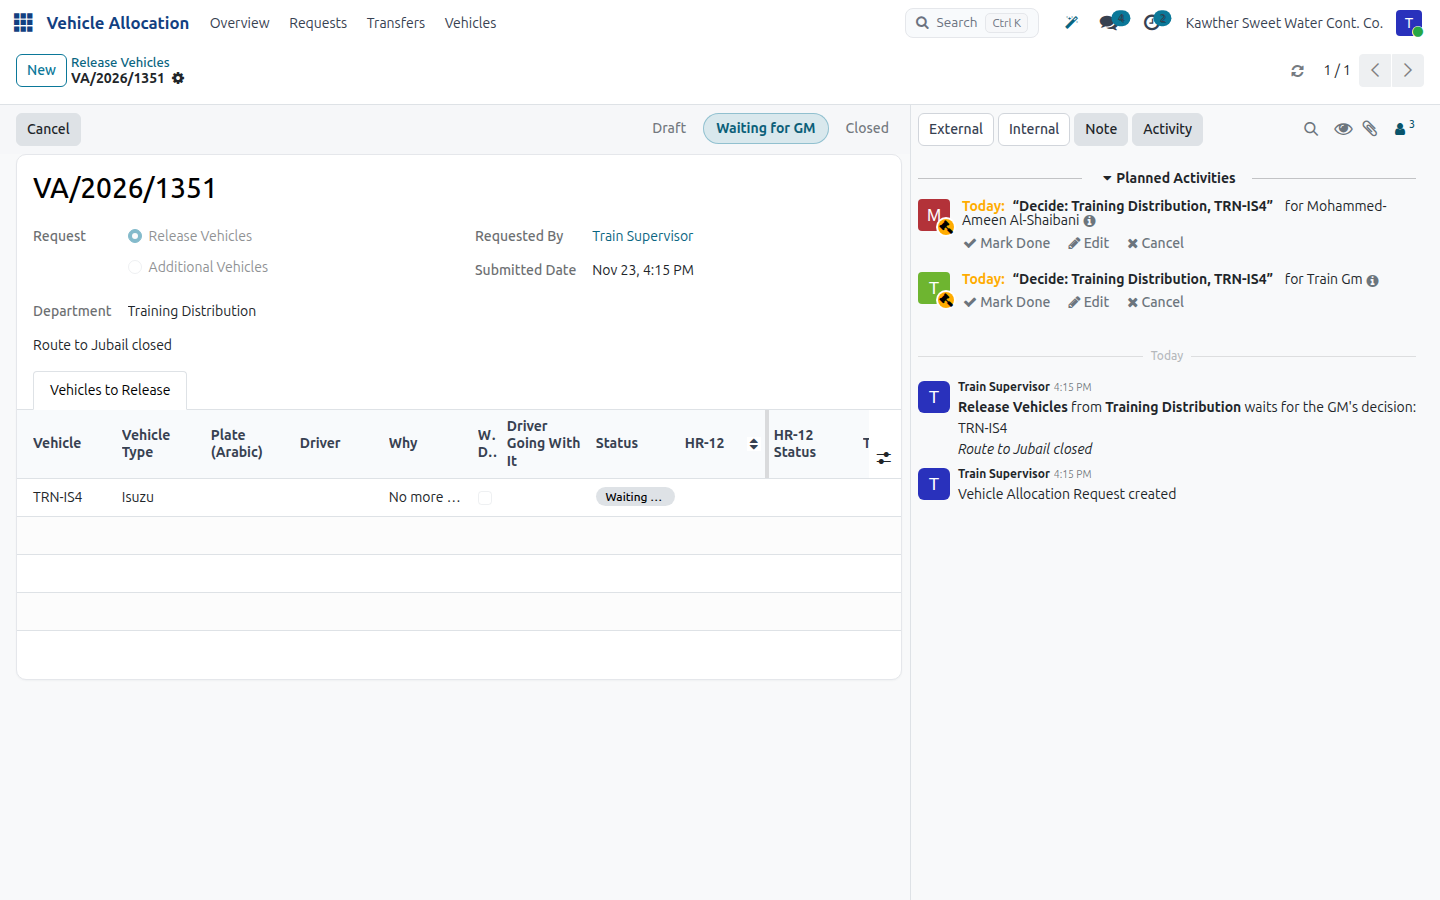 Vehicle Allocation Overview Requests Transfers Vehicles Search Ctrl K 4 2 Kawther Sweet Water Cont. Co. T
New Release Vehicles
VA/2026/1351
1 / 1
Cancel Draft Waiting for GM Closed
External Internal Note Activity 3
VA/2026/1351
Request Release Vehicles
Additional Vehicles
Requested By Train Supervisor
Submitted Date Nov 23, 4:15 PM
Department Training Distribution
Route to Jubail closed
Vehicles to Release
Vehicle Vehicle Type Plate (Arabic) Driver Why W. D.. Driver Going With It Status HR-12 HR-12 Status T
TRN-IS4 Isuzu No more ... Waiting ...
Planned Activities
M Today: “Decide: Training Distribution, TRN-IS4” for Mohammed-
Ameen Al-Shaibani
Mark Done Edit Cancel
T Today: “Decide: Training Distribution, TRN-IS4” for Train Gm
Mark Done Edit Cancel
Today
T Train Supervisor 4:15 PM
Release Vehicles from Training Distribution waits for the GM's decision:
TRN-IS4
Route to Jubail closed
T Train Supervisor 4:15 PM
Vehicle Allocation Request created